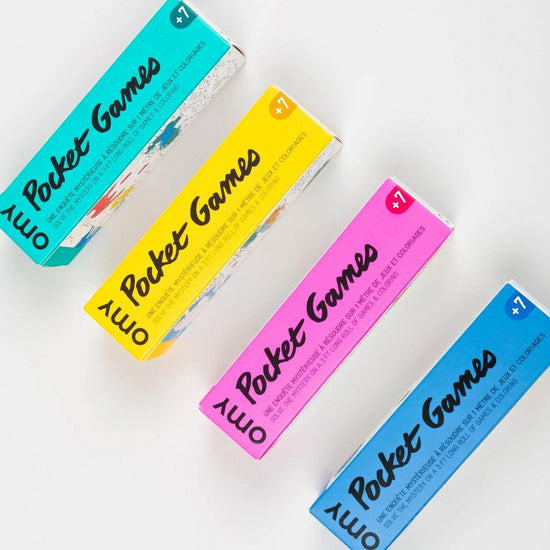 +7
omy
Pocket Games
UNE ENQUÊTE MYSTÉRIEUSE À RÉSOUDRE SUR 1 MÈTRE DE JEUX ET COLORIAGES
SOLVE THE MYSTERY ON A 3 FT LONG ROLL OF GAMES & COLORING
+7
omy
Pocket Games
UNE ENQUÊTE MYSTÉRIEUSE À RÉSOUDRE SUR 1 MÈTRE DE JEUX ET COLORIAGES
SOLVE THE MYSTERY ON A 3 FT LONG ROLL OF GAMES & COLORING
+7
omy
Pocket Games
UNE ENQUÊTE MYSTÉRIEUSE À RÉSOUDRE SUR 1 MÈTRE DE JEUX ET COLORIAGES
SOLVE THE MYSTERY ON A 3 FT LONG ROLL OF GAMES & COLORING
+7
omy
Pocket Games
UNE ENQUÊTE MYSTÉRIEUSE À RÉSOUDRE SUR 1 MÈTRE DE JEUX ET COLORIAGES
SOLVE THE MYSTERY ON A 3 FT LONG ROLL OF GAMES & COLORING